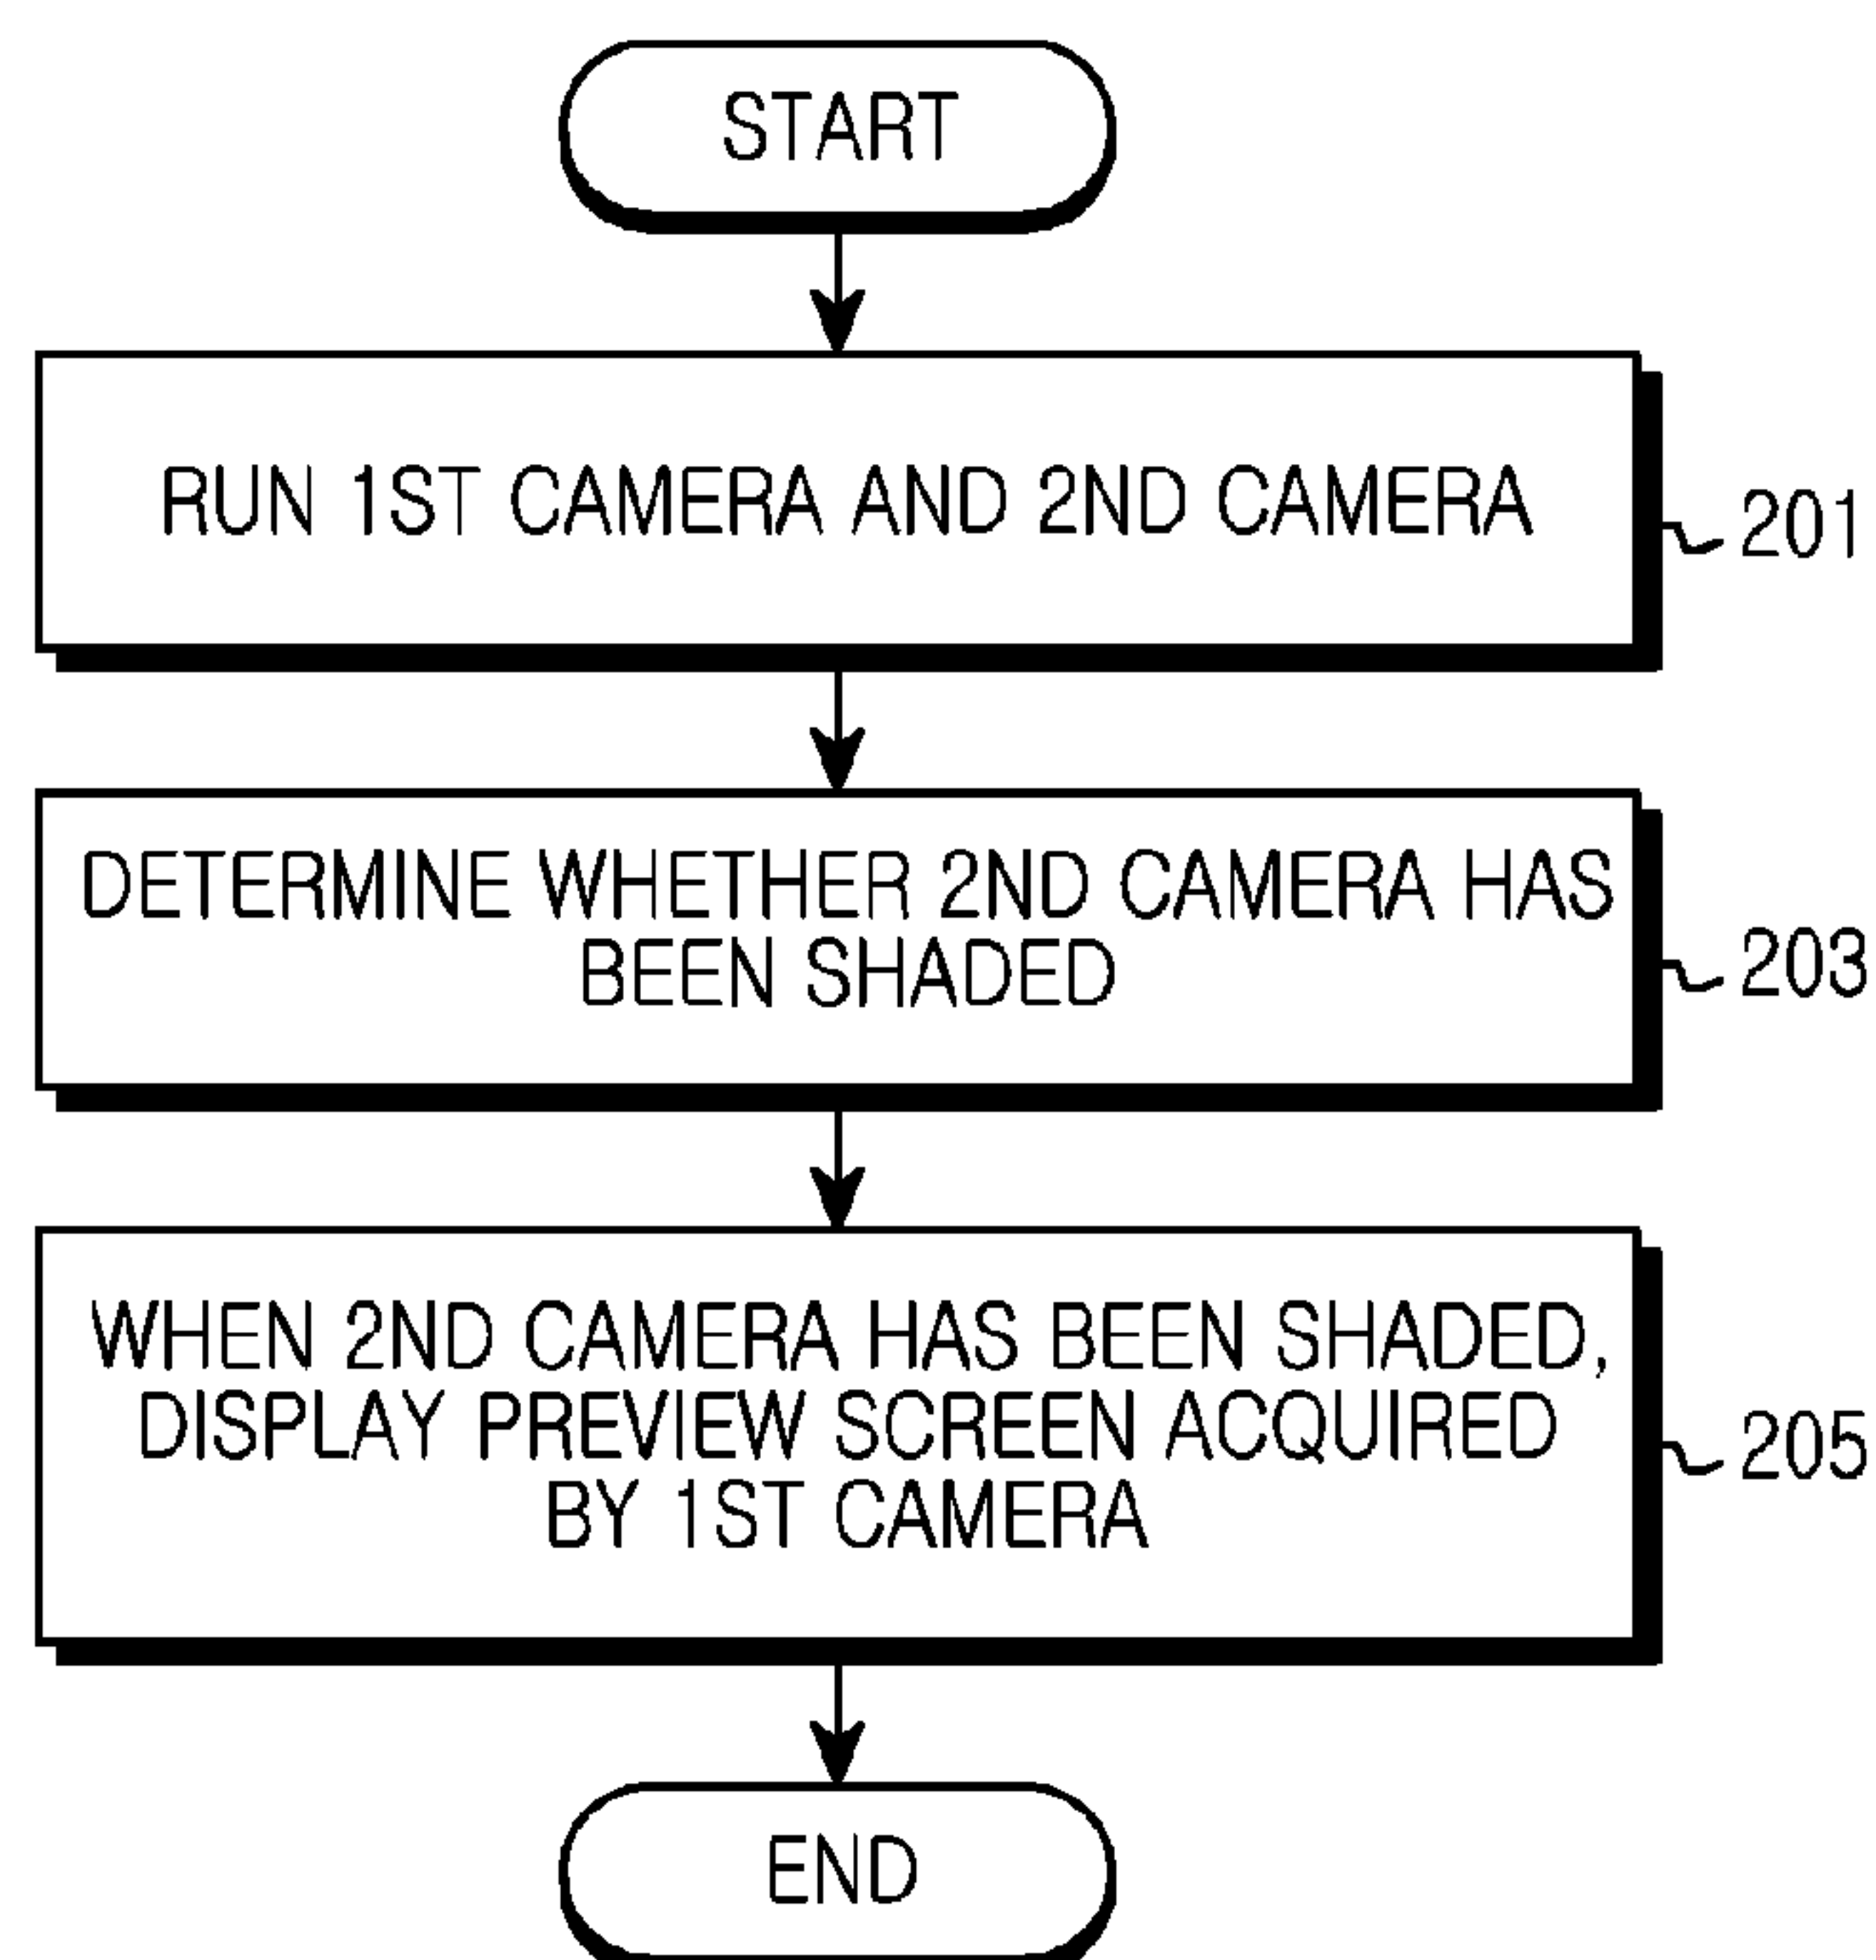 START
RUN 1ST CAMERA AND 2ND CAMERA
201
DETERMINE WHETHER 2ND CAMERA HAS
BEEN SHADED
203
WHEN 2ND CAMERA HAS BEEN SHADED,
DISPLAY PREVIEW SCREEN ACQUIRED
BY 1ST CAMERA
205
END